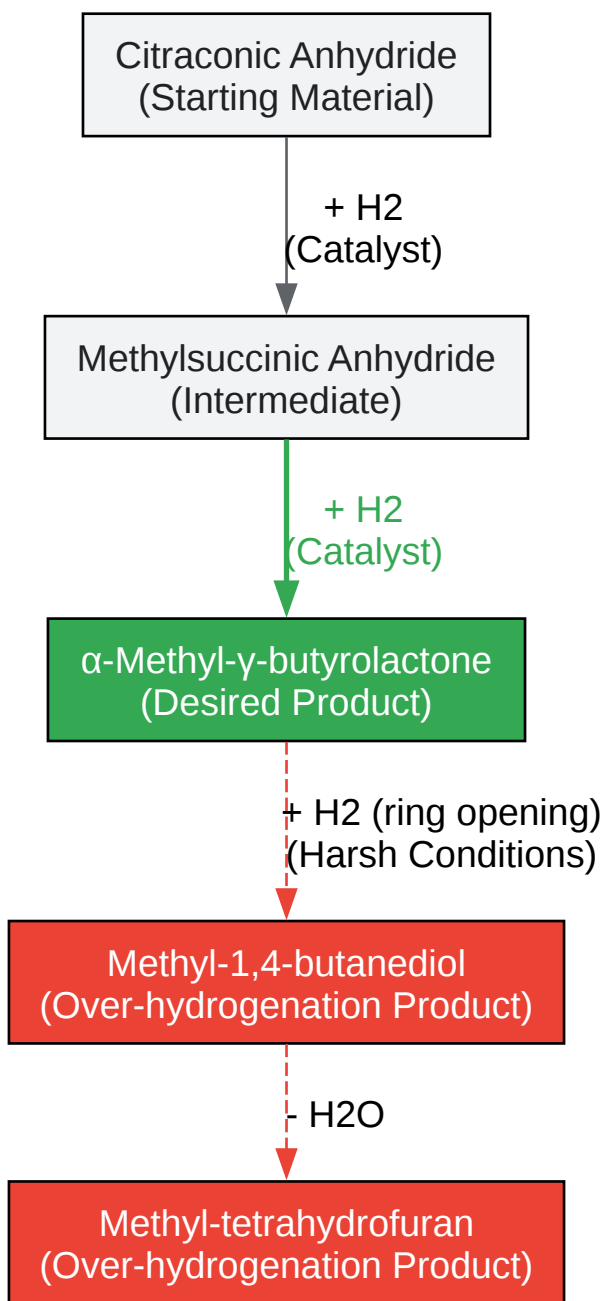 Citraconic Anhydride
(Starting Material)
+ H2
(Catalyst)
Methylsuccinic Anhydride
(Intermediate)
+ H2
(Catalyst)
α-Methyl-γ-butyrolactone
(Desired Product)
+ H2 (ring opening)
(Harsh Conditions)
Methyl-1,4-butanediol
(Over-hydrogenation Product)
- H2O
Methyl-tetrahydrofuran
(Over-hydrogenation Product)